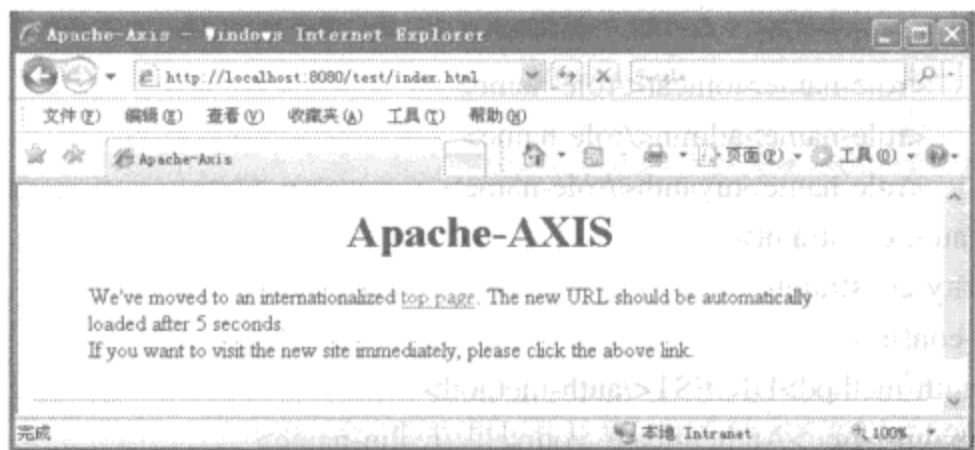 Apache-Axis - Windows Internet Explorer
http://localhost:8080/test/index.html
文件(F) 编辑(E) 查看(V) 收藏夹(A) 工具(T) 帮助(H)
Apache-Axis 页面(P) 工具(O)
Apache-AXIS
We've moved to an internationalized top page. The new URL should be automatically
loaded after 5 seconds.
If you want to visit the new site immediately, please click the above link.
完成 本地 Intranet 100%